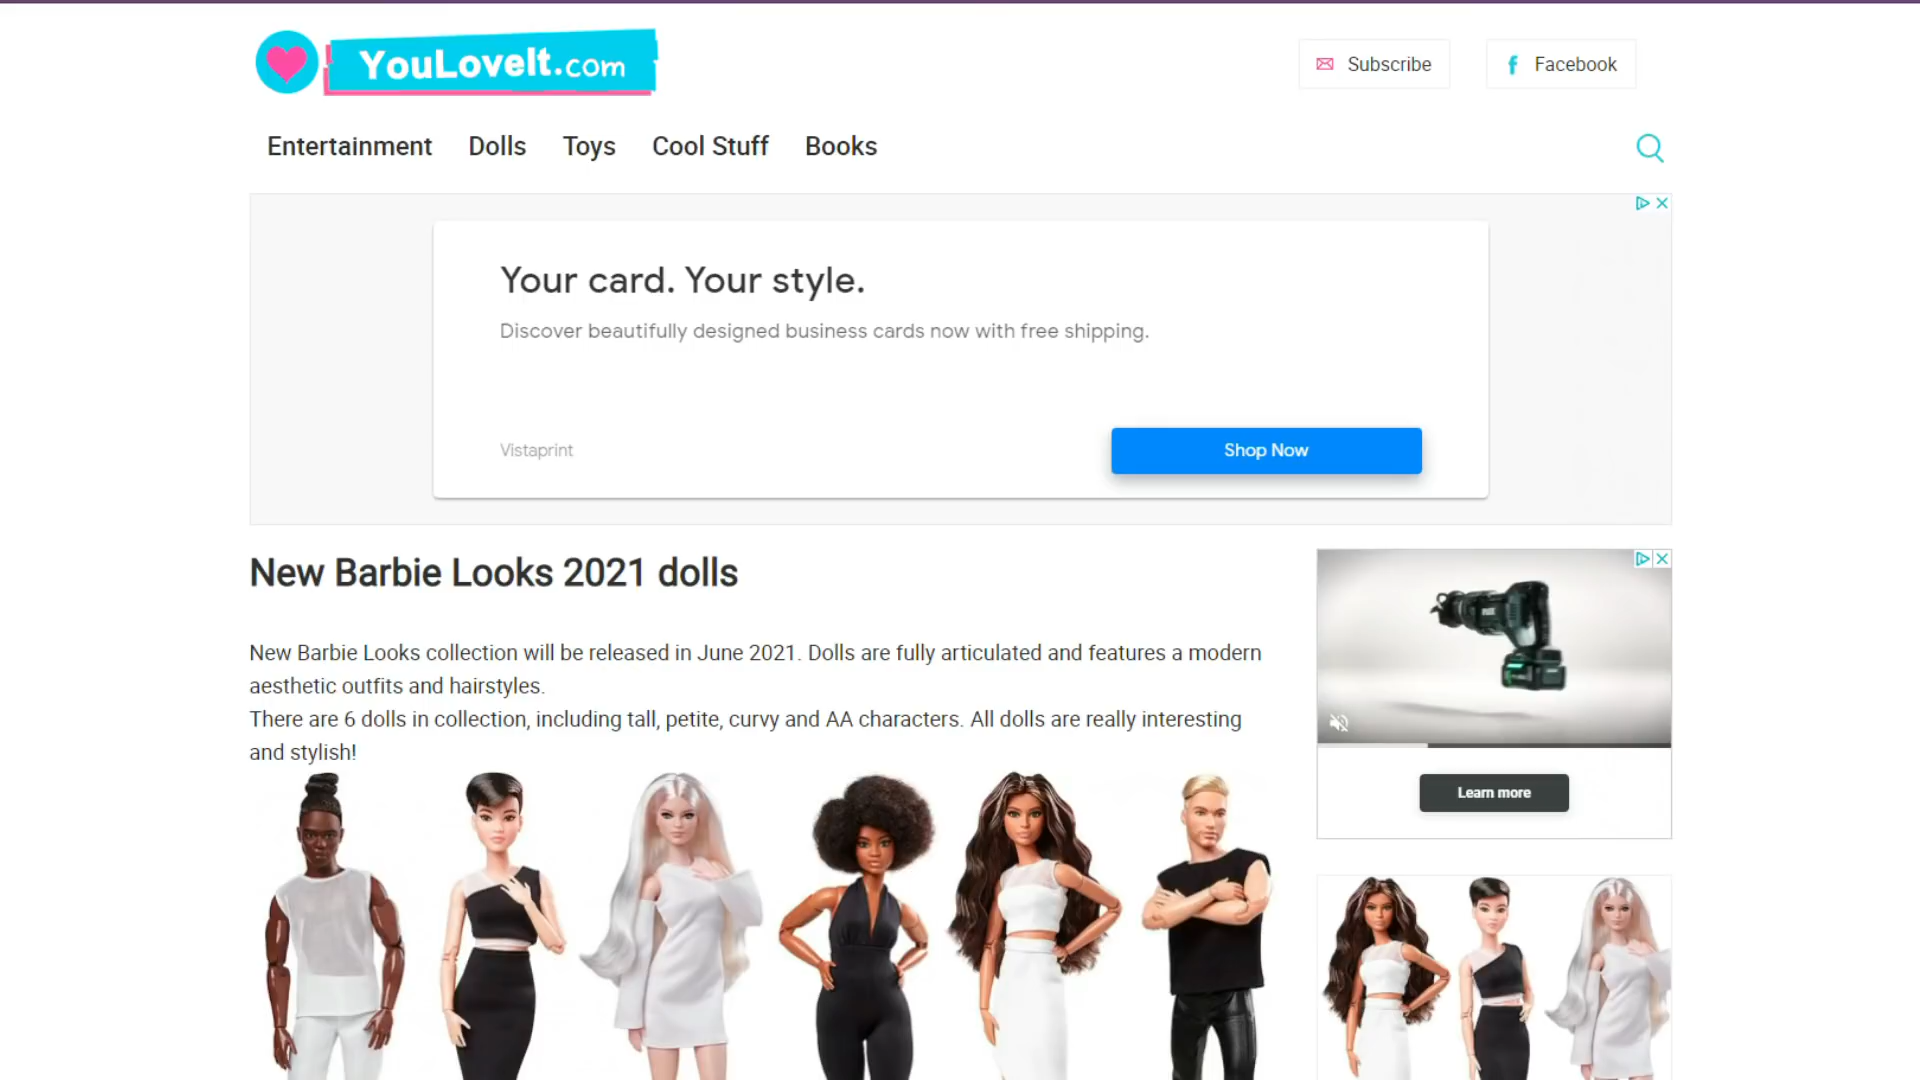 YouLoveIt.com
Subscribe
Facebook
Entertainment Dolls Toys Cool Stuff Books
Your card. Your style.
Discover beautifully designed business cards now with free shipping.
Vistaprint
Shop Now
New Barbie Looks 2021 dolls
New Barbie Looks collection will be released in June 2021. Dolls are fully articulated and features a modern
aesthetic outfits and hairstyles.
There are 6 dolls in collection, including tall, petite, curvy and AA characters. All dolls are really interesting
and stylish!
Learn more